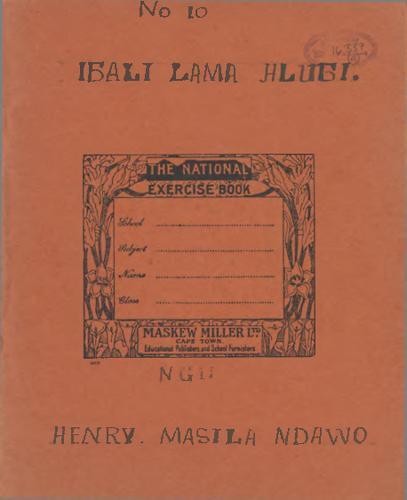 No 10
IBALI LAMA HLUBI.
THE NATIONAL
EXERCISE BOOK
School
Subject
Name
Class
MASKEW MILLER LTD
CAPE TOWN
Educational Publishers and School Furnishers
HENRY. MASILA NDAWO